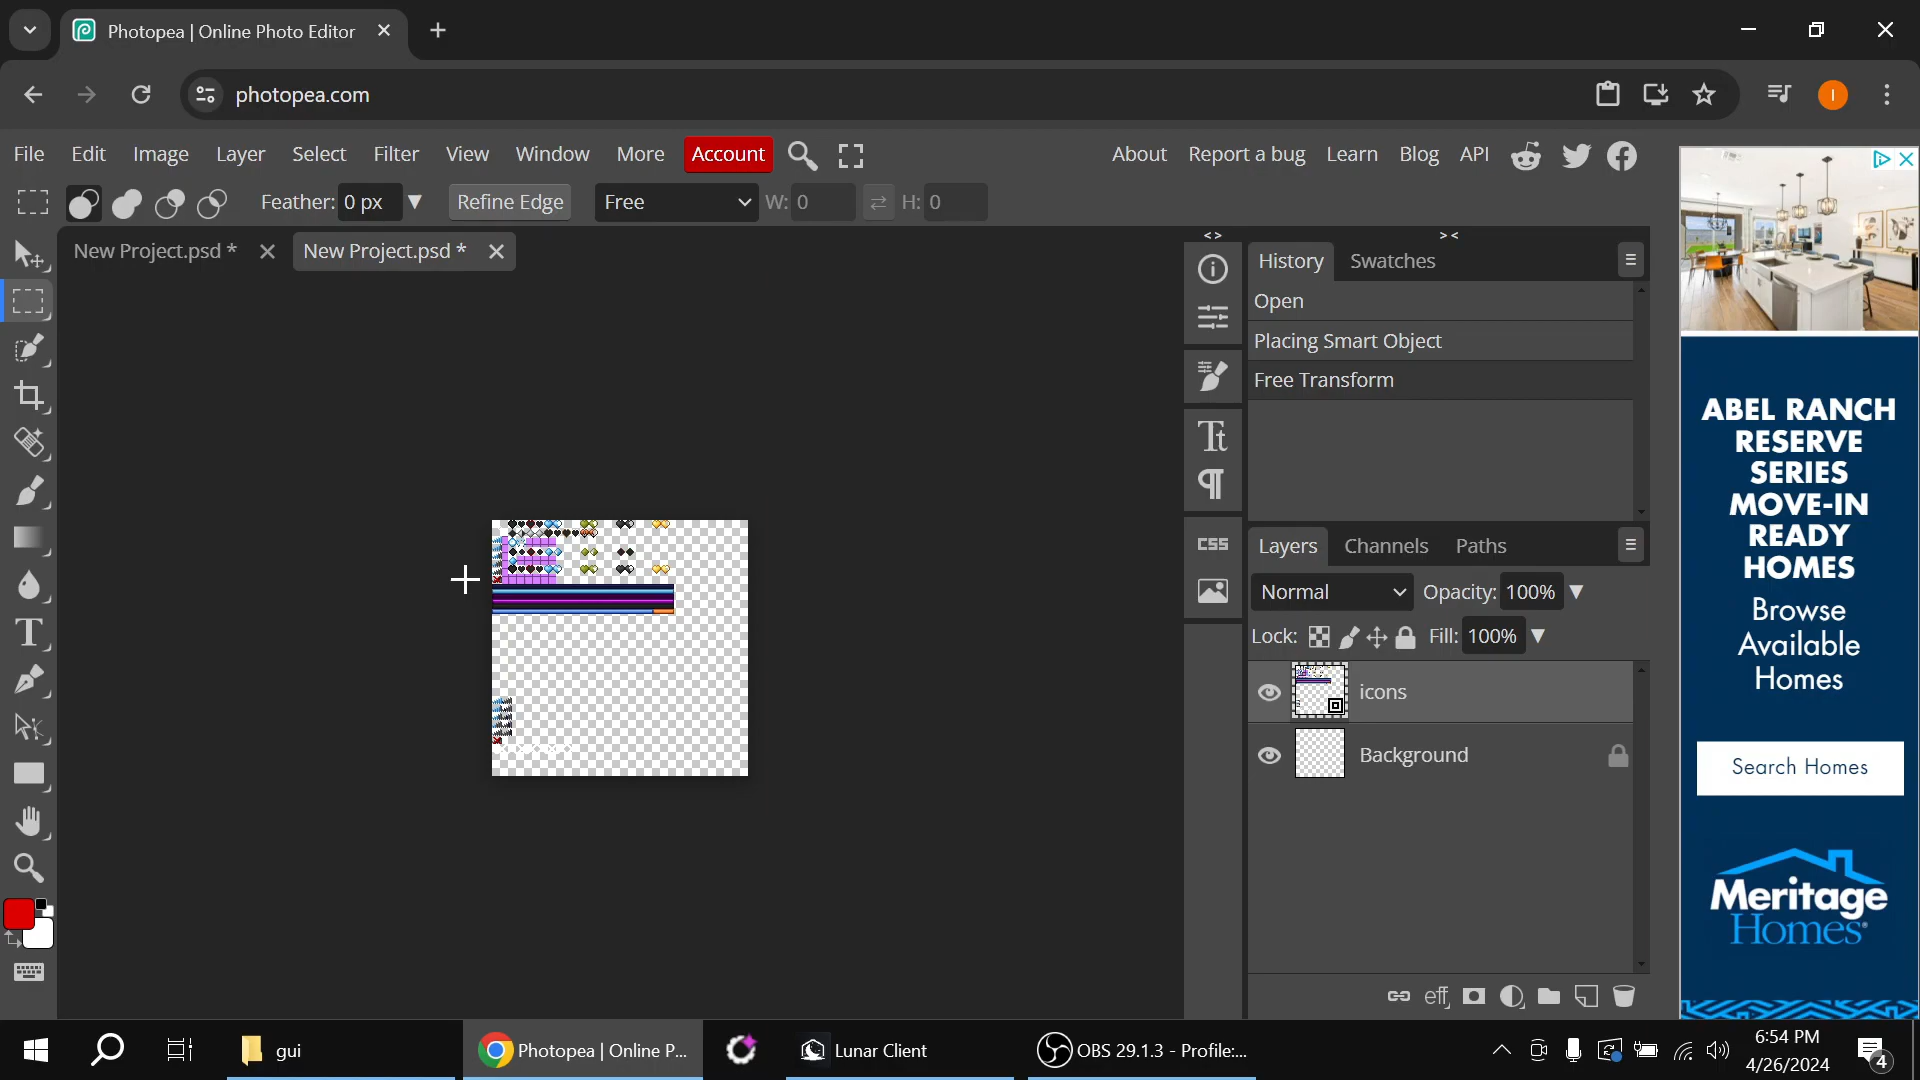 Photopea | Online Photo Editor
photopea.com
I
File Edit Image Layer Select Filter View Window More Account
About Report a bug Learn Blog API
Feather: 0 px Refine Edge Free W: 0 H: 0
New Project.psd *
New Project.psd *
< >
> <
History Swatches
Open
Placing Smart Object
Free Transform
CSS
Layers Channels Paths
Normal Opacity: 100%
Lock: Fill: 100%
icons
Background
eff
ABEL RANCH
RESERVE
SERIES
MOVE-IN
READY
HOMES
Browse
Available
Homes
Search Homes
Meritage
Homes®
gui
Photopea | Online P...
Lunar Client
OBS 29.1.3 - Profile:...
6:54 PM
4/26/2024
4